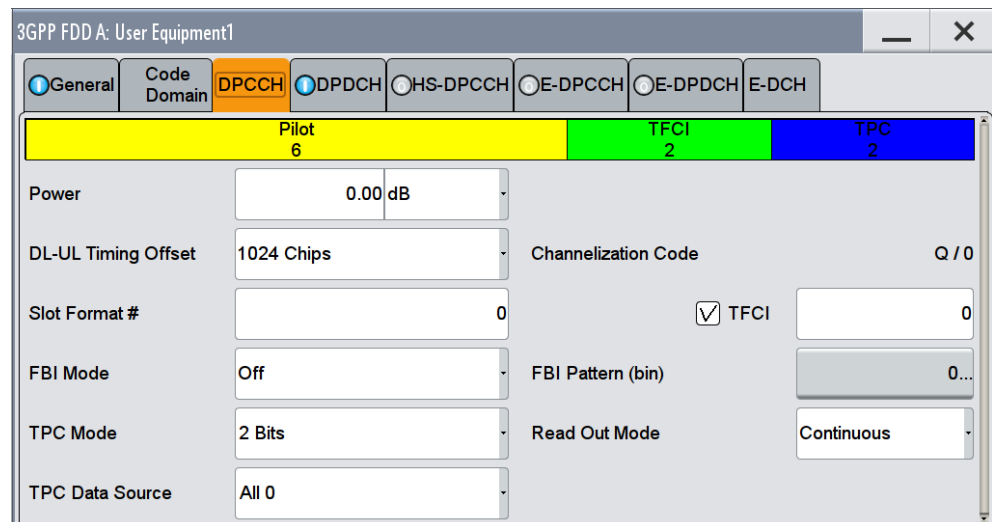 3GPP FDD A: User Equipment1
General Code Domain DPCCH DPDCH HS-DPCCH E-DPCCH E-DPDCH E-DCH
Pilot TFCI TPC
6 2 2
Power 0.00 dB
DL-UL Timing Offset 1024 Chips Channelization Code Q / 0
Slot Format # 0 TFCI 0
FBI Mode Off FBI Pattern (bin) 0...
TPC Mode 2 Bits Read Out Mode Continuous
TPC Data Source All 0